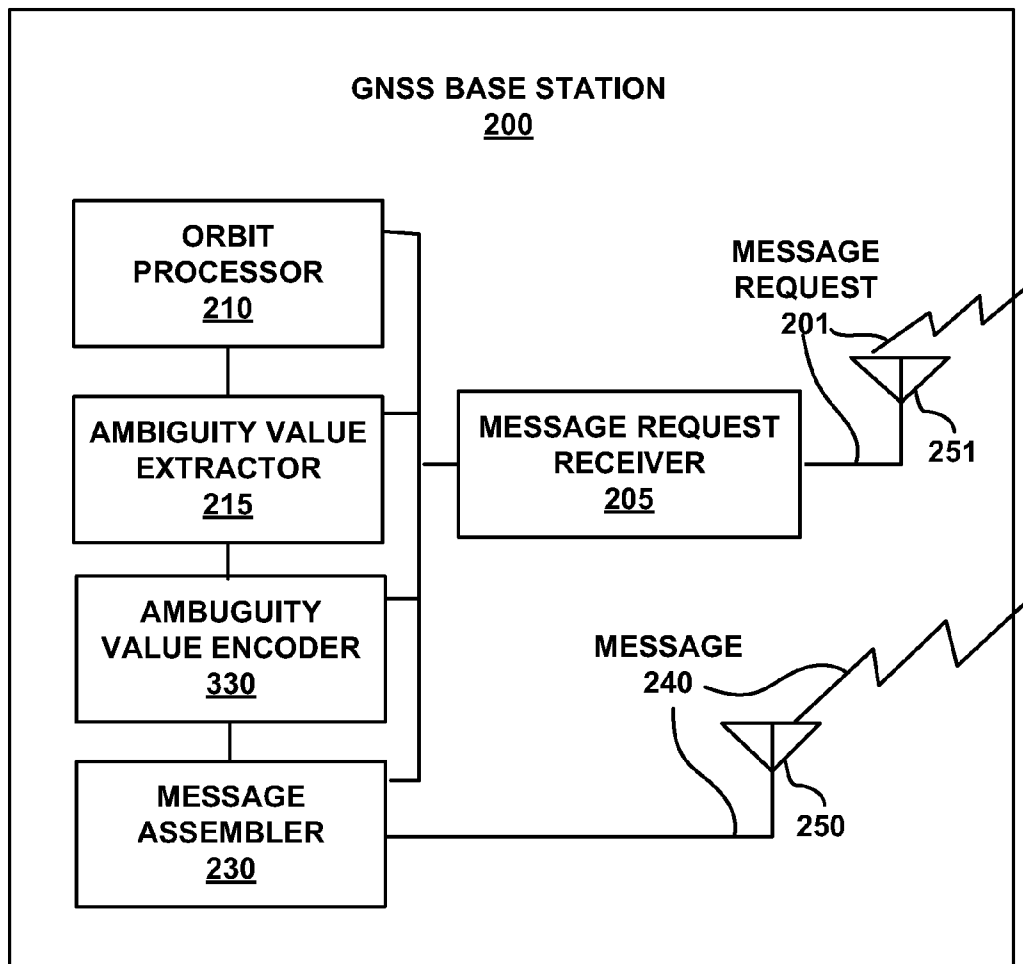 GNSS BASE STATION
200
ORBIT
PROCESSOR
210
AMBIGUITY VALUE
EXTRACTOR
215
AMBUGUITY
VALUE ENCODER
330
MESSAGE
ASSEMBLER
230
MESSAGE REQUEST
RECEIVER
205
MESSAGE
REQUEST
201
251
MESSAGE
240
250